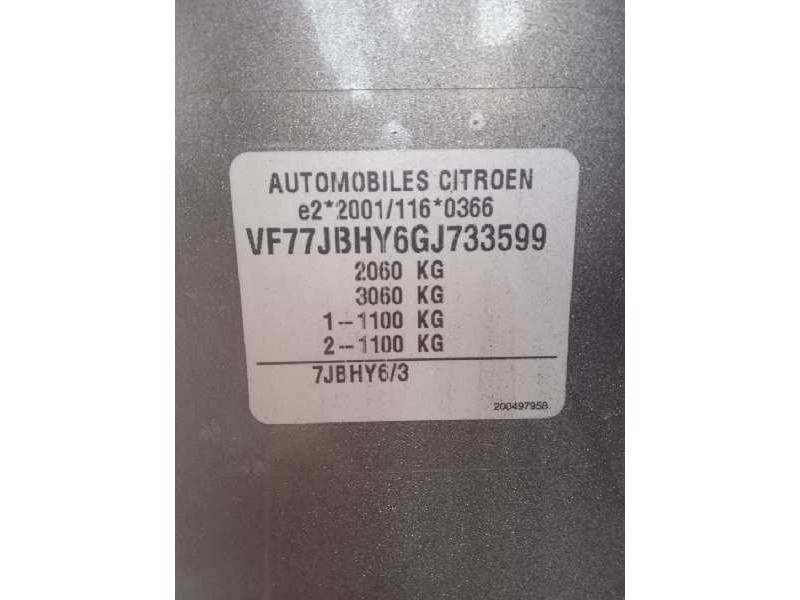 AUTOMOBILES CITROEN
e2*2001/116*0366
VF77JBHY6GJ733599
2060 KG
3060 KG
1-1100 KG
2-1100 KG
7JBHY6/3
200497958